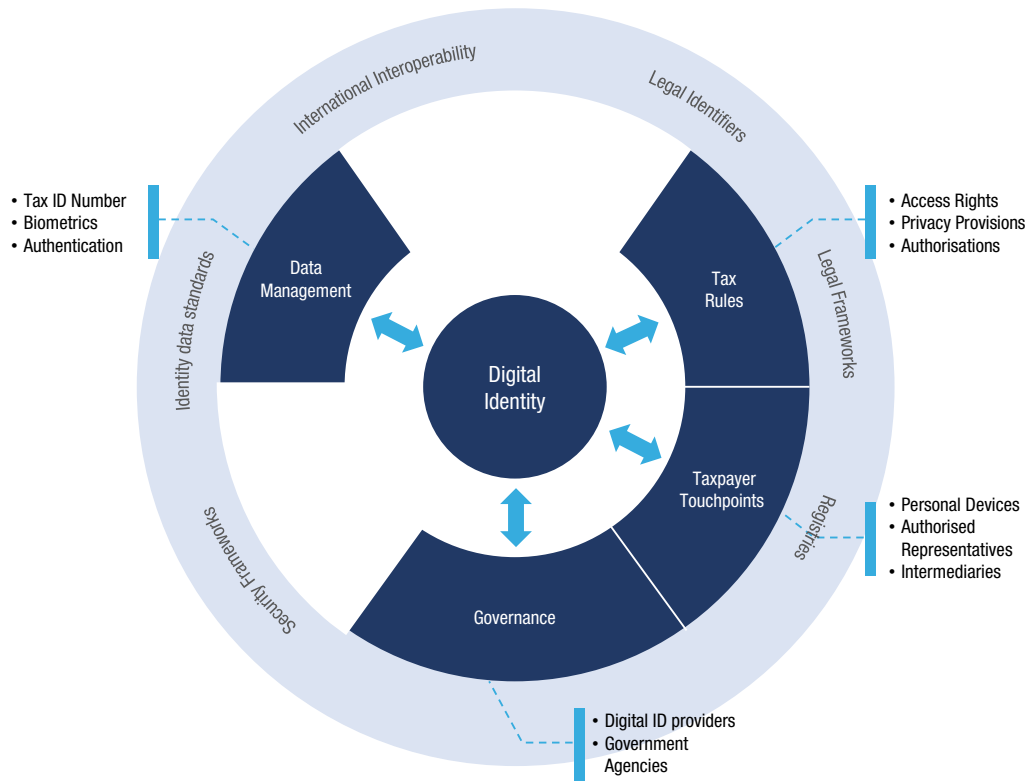 International Interoperability
Legal Identifiers
• Tax ID Number
• Biometrics
• Authentication
• Access Rights
• Privacy Provisions
• Authorisations
Data
Management
Tax
Rules
Identity data standards
Legal Frameworks
Digital
Identity
Taxpayer
Touchpoints
Registries
• Personal Devices
• Authorised
Representatives
• Intermediaries
Security Frameworks
Governance
• Digital ID providers
• Government
Agencies